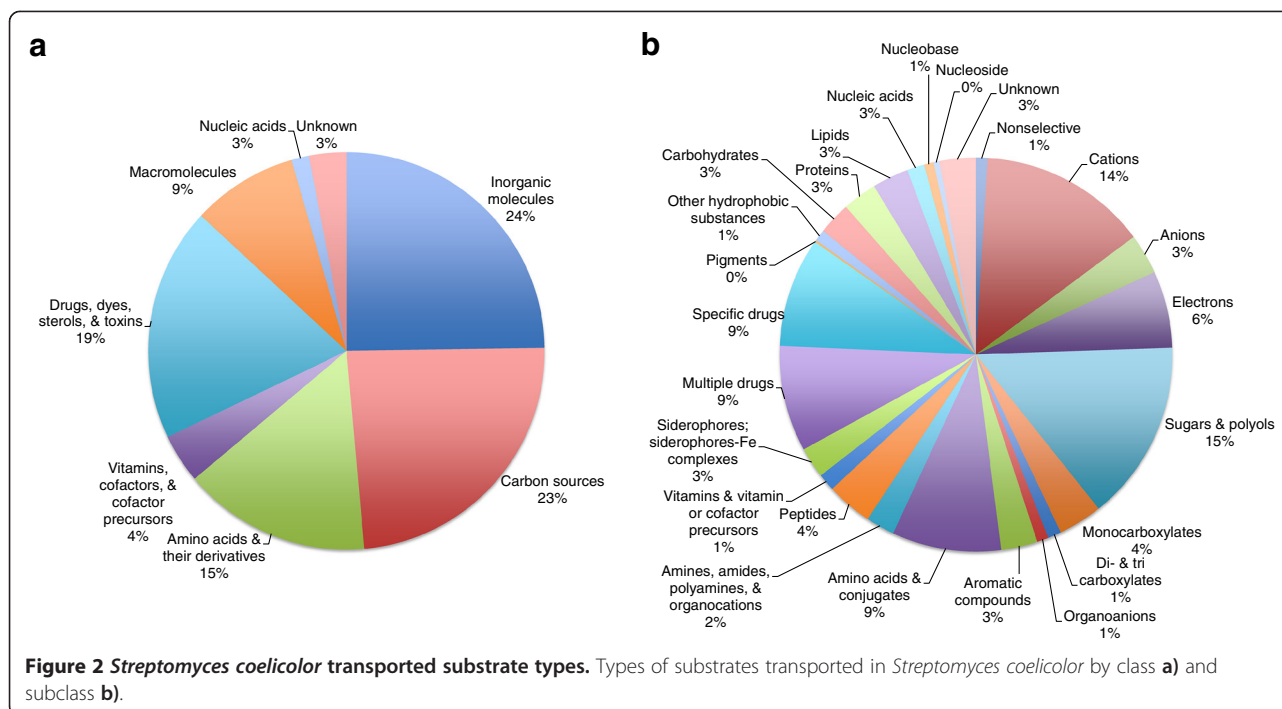 a
Nucleic acids
3%
Unknown
3%
Macromolecules
9%
Inorganic
molecules
24%
Drugs, dyes,
sterols, & toxins
19%
Carbon sources
23%
Vitamins,
cofactors, &
cofactor
precursors
4%
Amino acids &
their derivatives
15%
b
Nucleobase
1%
Nucleoside
0%
Nucleic acids
3%
Unknown
3%
Nonselective
1%
Lipids
3%
Cations
14%
Carbohydrates
3%
Proteins
3%
Other hydrophobic
substances
1%
Anions
3%
Pigments
0%
Electrons
6%
Specific drugs
9%
Multiple drugs
9%
Sugars & polyols
15%
Siderophores;
siderophores-Fe
complexes
3%
Vitamins & vitamin
or cofactor
precursors
1%
Peptides
4%
Monocarboxylates
4%
Di- & tri
carboxylates
1%
Amines, amides,
polyamines, &
organocations
2%
Amino acids &
conjugates
9%
Aromatic
compounds
3%
Organoanions
1%
Figure 2 Streptomyces coelicolor transported substrate types. Types of substrates transported in Streptomyces coelicolor by class a) and
subclass b).